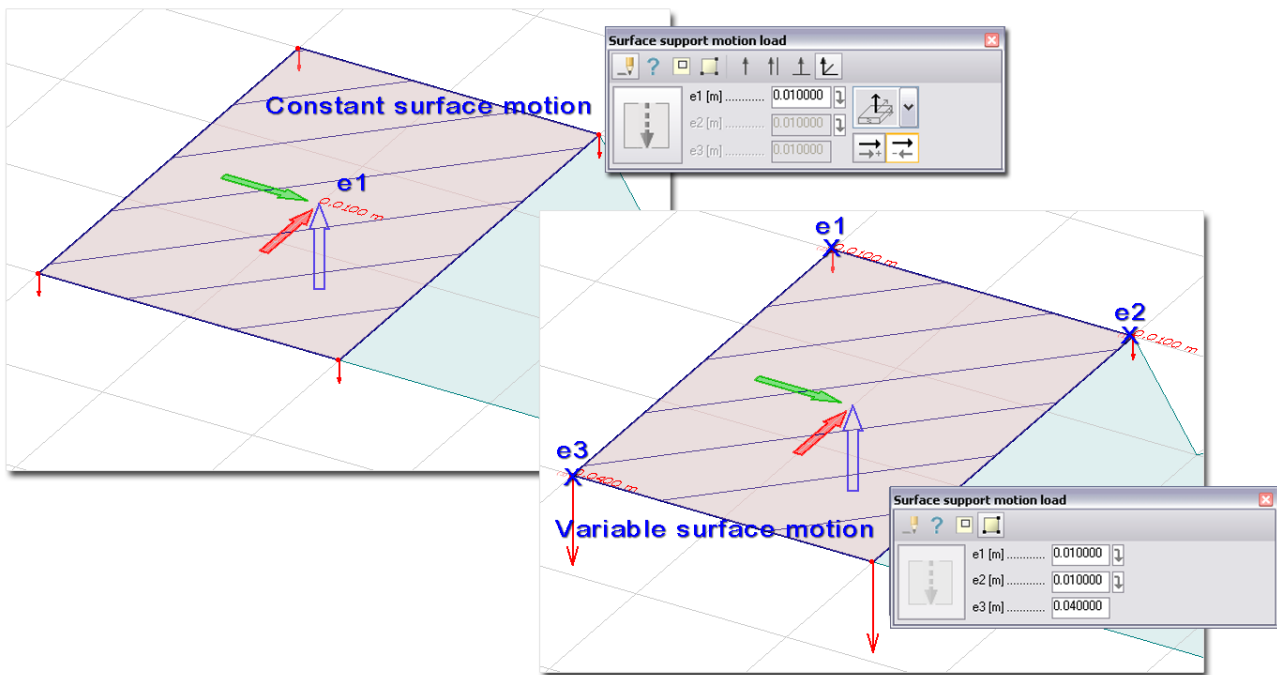 Surface support motion load
e1 [m] ............ 0.010000
e2 [m] ............ 0.010000
e3 [m] ............ 0.010000
Constant surface motion
e1
0.0100 m
e1
0.0100 m
e2
0.0100 m
e3
0.0400 m
Variable surface motion
Surface support motion load
e1 [m] ............ 0.010000
e2 [m] ............ 0.010000
e3 [m] ............ 0.040000